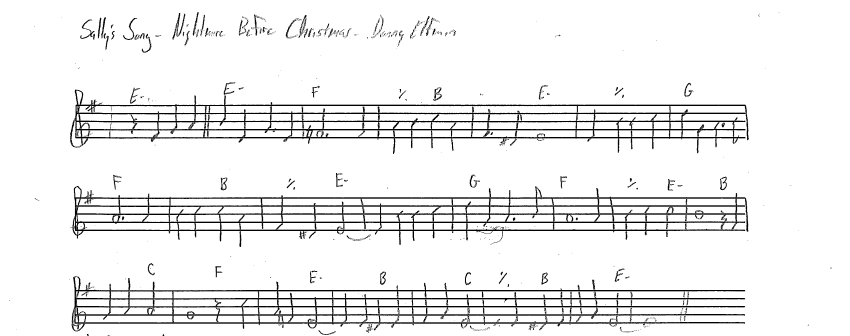 Sally's Song - Nightmare Before Christmas - Danny Elfman
E- E- F ٪ B E- ٪ G
F B ٪ E- G F ٪ E- B
C F E- B C ٪ B E-